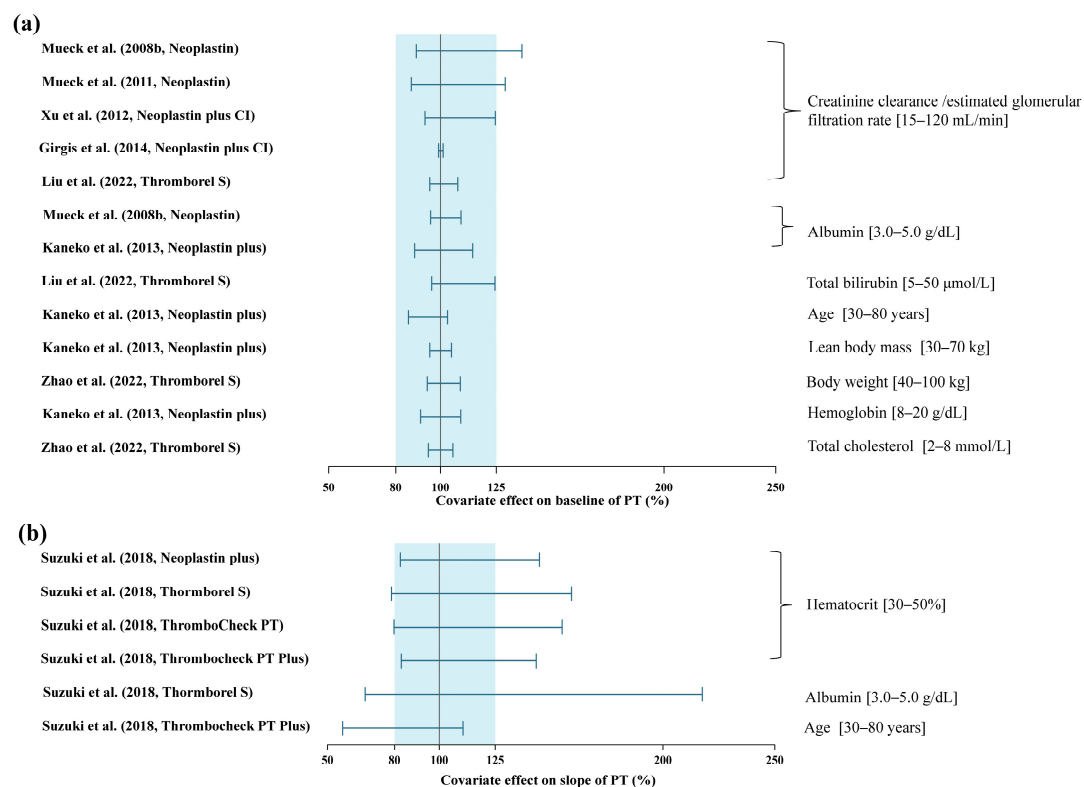 (a)
Mueck et al. (2008b, Neoplastin)
Mueck et al. (2011, Neoplastin)
Xu et al. (2012, Neoplastin plus CI)
Girgis et al. (2014, Neoplastin plus CI)
Liu et al. (2022, Thromborel S)
Creatinine clearance /estimated glomerular
filtration rate [15–120 mL/min]
Mueck et al. (2008b, Neoplastin)
Kaneko et al. (2013, Neoplastin plus)
Albumin [3.0–5.0 g/dL]
Liu et al. (2022, Thromborel S)
Total bilirubin [5–50 μmol/L]
Kaneko et al. (2013, Neoplastin plus)
Age [30–80 years]
Kaneko et al. (2013, Neoplastin plus)
Lean body mass [30–70 kg]
Zhao et al. (2022, Thromborel S)
Body weight [40–100 kg]
Kaneko et al. (2013, Neoplastin plus)
Hemoglobin [8–20 g/dL]
Zhao et al. (2022, Thromborel S)
Total cholesterol [2–8 mmol/L]
50 80 100 125 200 250
Covariate effect on baseline of PT (%)
(b)
Suzuki et al. (2018, Neoplastin plus)
Suzuki et al. (2018, Thormborel S)
Suzuki et al. (2018, ThromboCheck PT)
Suzuki et al. (2018, Thrombocheck PT Plus)
Hematocrit [30–50%]
Suzuki et al. (2018, Thormborel S)
Albumin [3.0–5.0 g/dL]
Suzuki et al. (2018, Thrombocheck PT Plus)
Age [30–80 years]
50 80 100 125 200 250
Covariate effect on slope of PT (%)